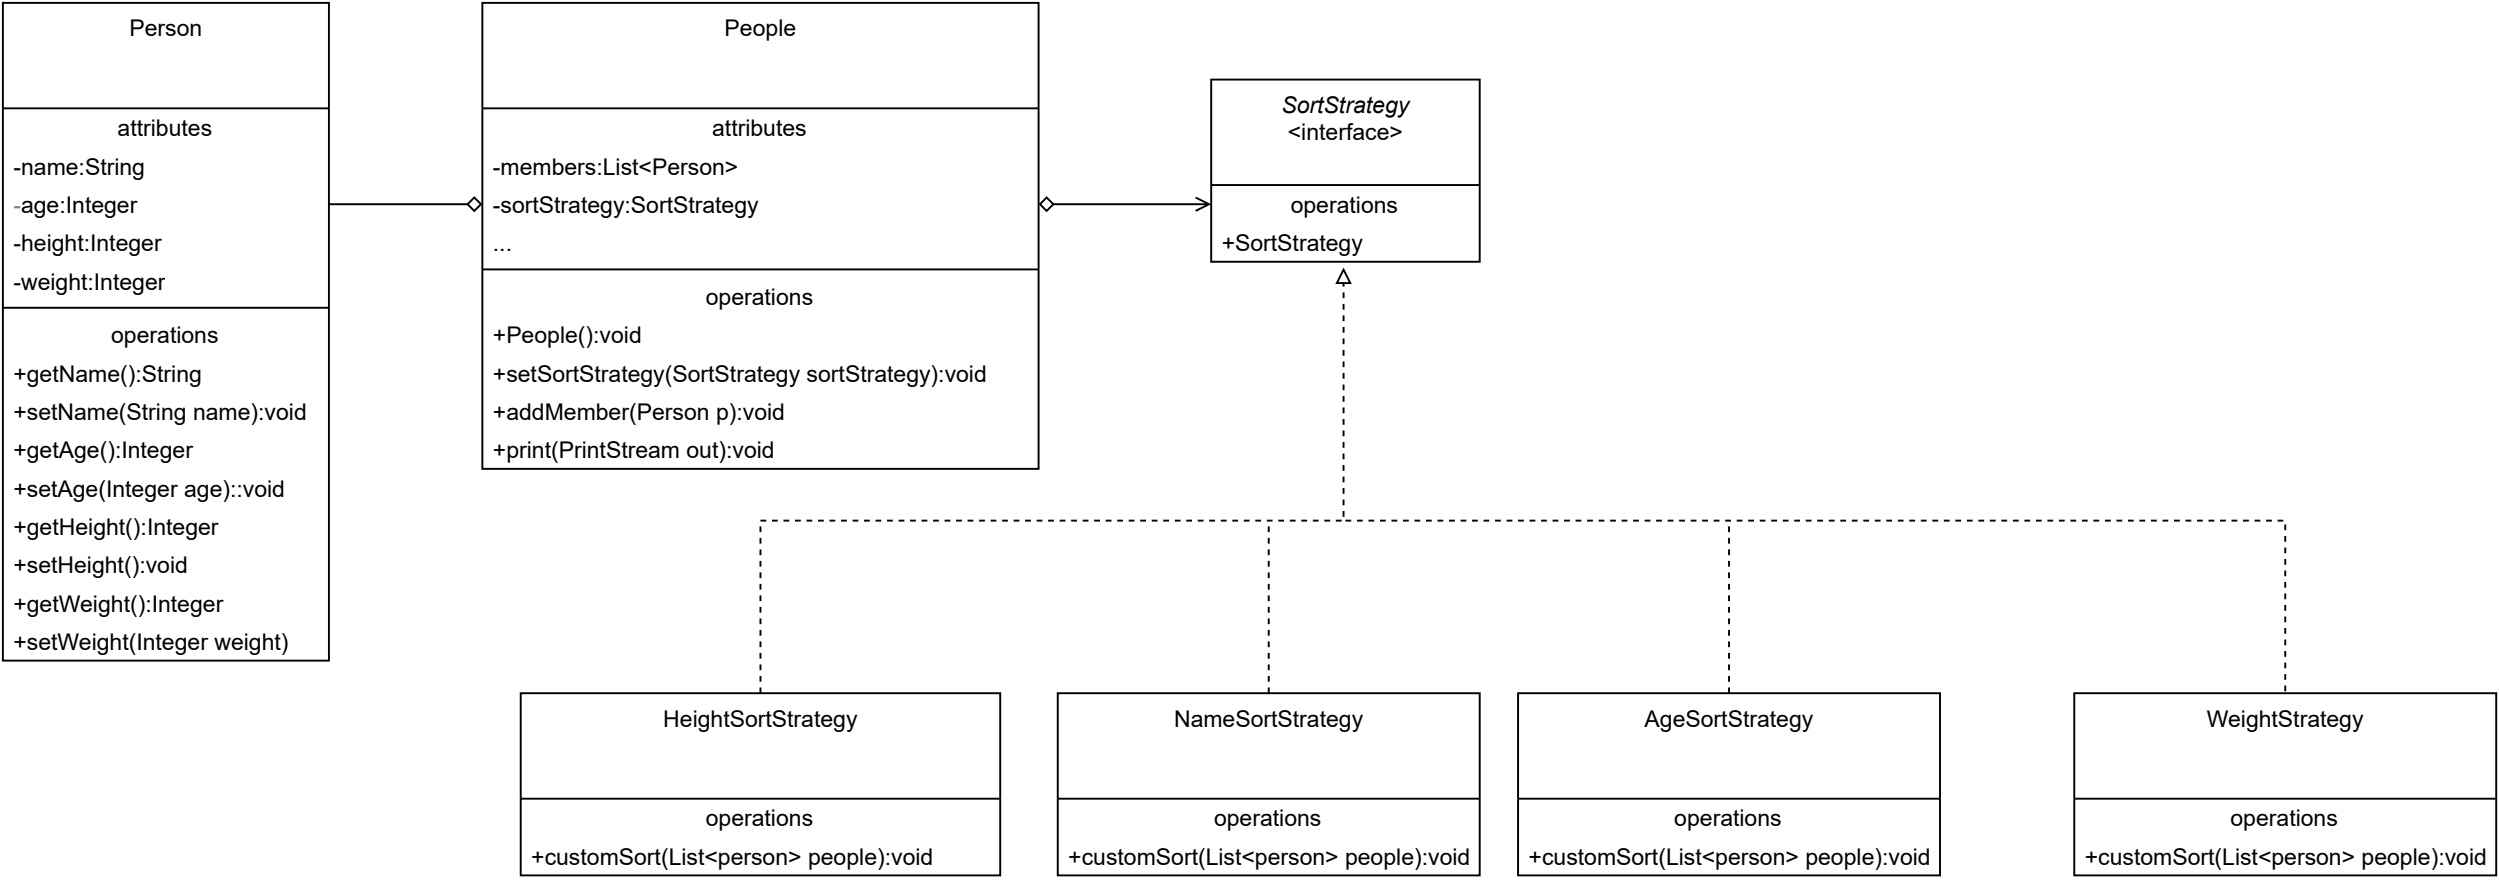 Person
attributes
-name:String
-age:Integer
-height:Integer
-weight:Integer
operations
+getName():String
+setName(String name):void
+getAge():Integer
+setAge(Integer age)::void
+getHeight():Integer
+setHeight():void
+getWeight():Integer
+setWeight(Integer weight)
People
attributes
-members:List<Person>
-sortStrategy:SortStrategy
...
operations
+People():void
+setSortStrategy(SortStrategy sortStrategy):void
+addMember(Person p):void
+print(PrintStream out):void
SortStrategy
<interface>
operations
+SortStrategy
HeightSortStrategy
operations
+customSort(List<person> people):void
NameSortStrategy
operations
+customSort(List<person> people):void
AgeSortStrategy
operations
+customSort(List<person> people):void
WeightStrategy
operations
+customSort(List<person> people):void